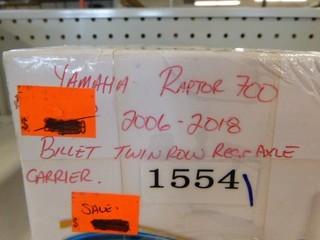 YAMAHA RAPTOR 700
$
2006-2018
BILLET TWIN ROW REAR AXLE
CARRIER. 1554
SALE.
$